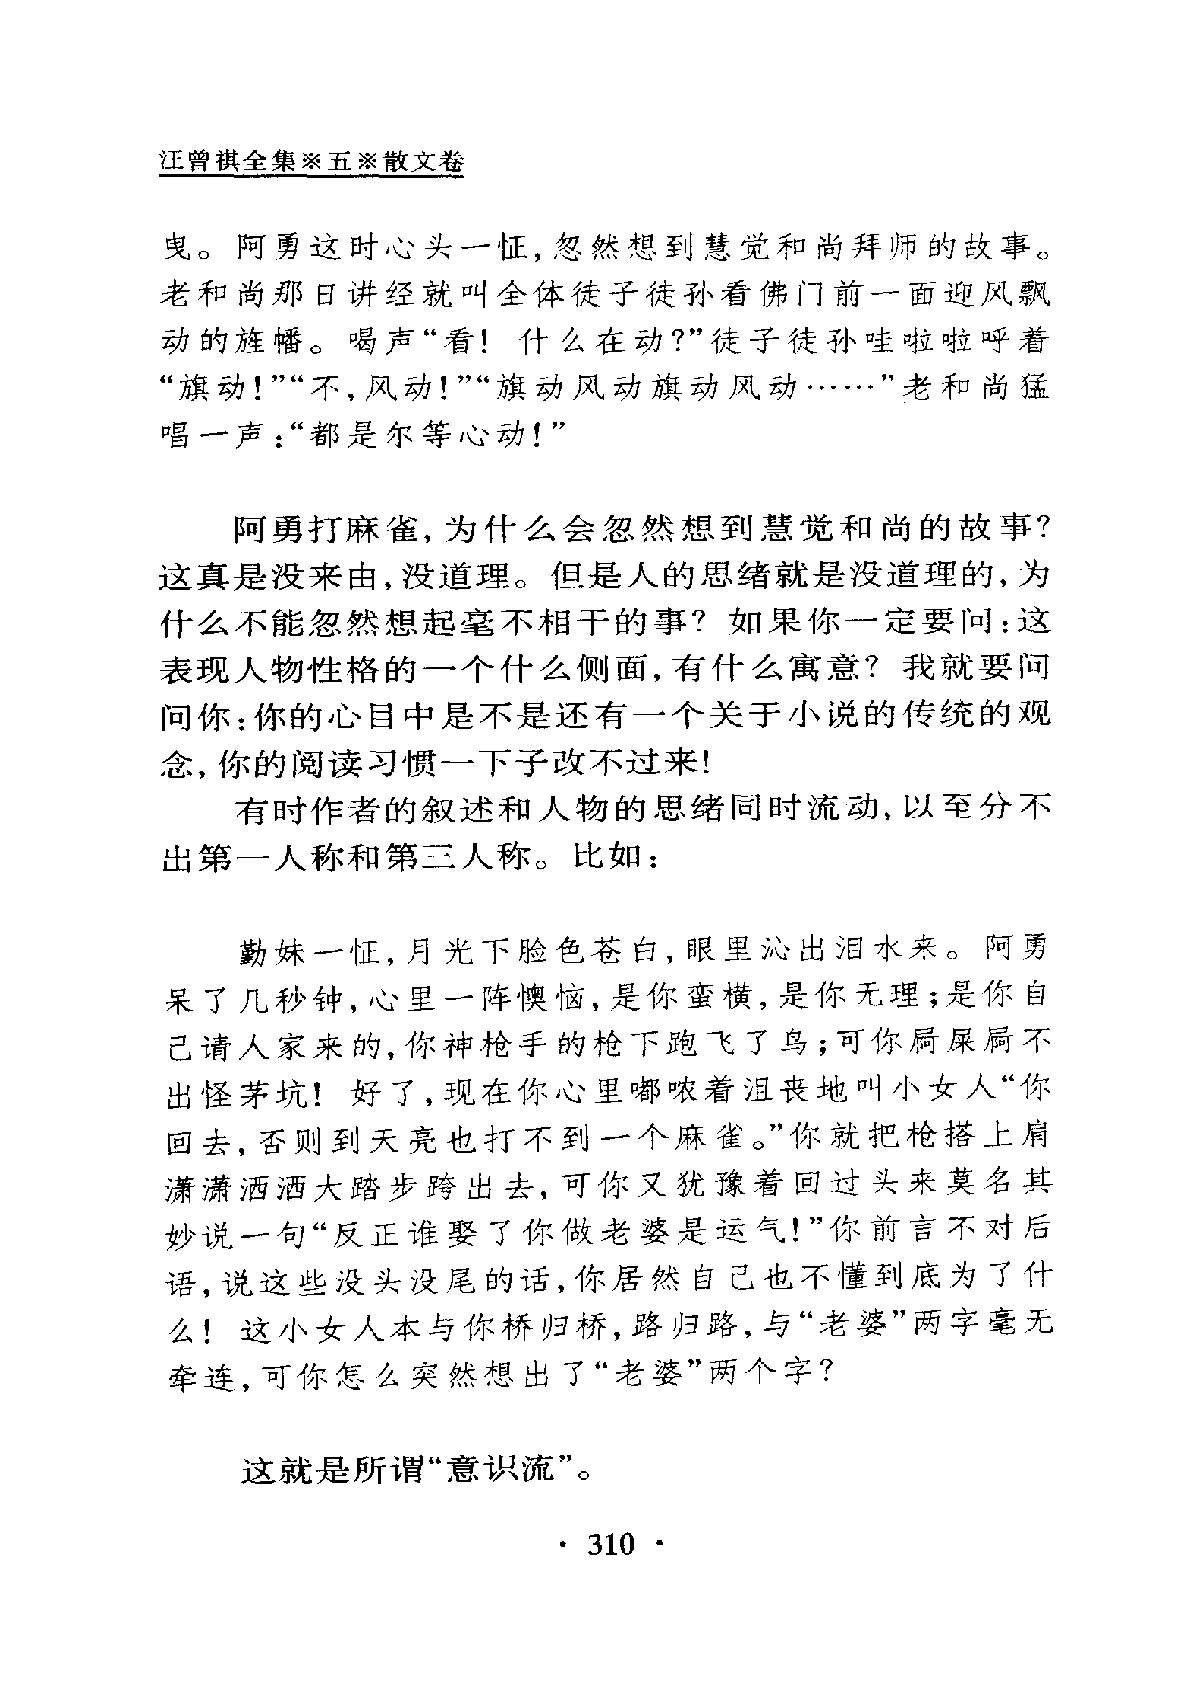 汪曾祺全集※五※散文卷
曳。阿勇这时心头一怔,忽然想到慧觉和尚拜师的故事。
老和尚那日讲经就叫全体徒子徒孙看佛门前一面迎风飘
动的旌幡。喝声“看! 什么在动?”徒子徒孙哇啦啦呼着
“旗动!”“不,风动!”“旗动风动旗动风动……”老和尚猛
唱一声:“都是尔等心动!”
阿勇打麻雀,为什么会忽然想到慧觉和尚的故事?
这真是没来由,没道理。但是人的思绪就是没道理的,为
什么不能忽然想起毫不相干的事? 如果你一定要问:这
表现人物性格的一个什么侧面,有什么寓意? 我就要问
问你:你的心目中是不是还有一个关于小说的传统的观
念,你的阅读习惯一下子改不过来!
有时作者的叙述和人物的思绪同时流动,以至分不
出第一人称和第三人称。比如:
勤妹一怔,月光下脸色苍白,眼里沁出泪水来。阿勇
呆了几秒钟,心里一阵懊恼,是你蛮横,是你无理;是你自
己请人家来的,你神枪手的枪下跑飞了鸟;可你屙屎屙不
出怪茅坑! 好了,现在你心里嘟哝着沮丧地叫小女人“你
回去,否则到天亮也打不到一个麻雀。”你就把枪搭上肩
潇潇洒洒大踏步跨出去,可你又犹豫着回过头来莫名其
妙说一句“反正谁娶了你做老婆是运气!”你前言不对后
语,说这些没头没尾的话,你居然自己也不懂到底为了什
么! 这小女人本与你桥归桥,路归路,与“老婆”两字毫无
牵连,可你怎么突然想出了“老婆”两个字?
这就是所谓“意识流”。
· 310 ·